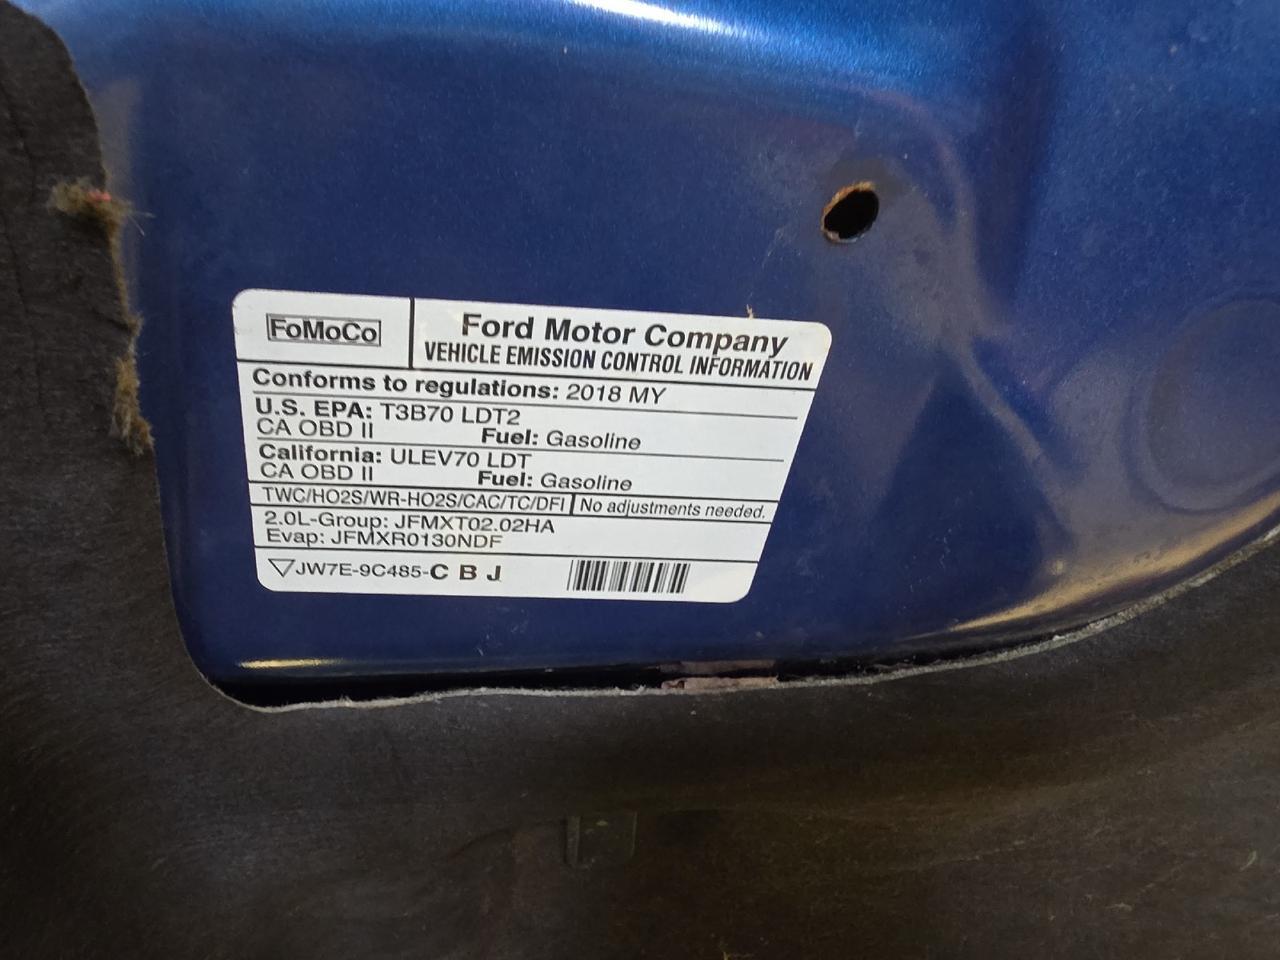 FoMoCo
Ford Motor Company
VEHICLE EMISSION CONTROL INFORMATION
Conforms to regulations: 2018 MY
U.S. EPA: T3B70 LDT2
CA OBD II Fuel: Gasoline
California: ULEV70 LDT
CA OBD II Fuel: Gasoline
TWC/HO2S/WR-HO2S/CAC/TC/DFI No adjustments needed.
2.0L-Group: JFMXT02.02HA
Evap: JFMXR0130NDF
JW7E-9C485-C B J